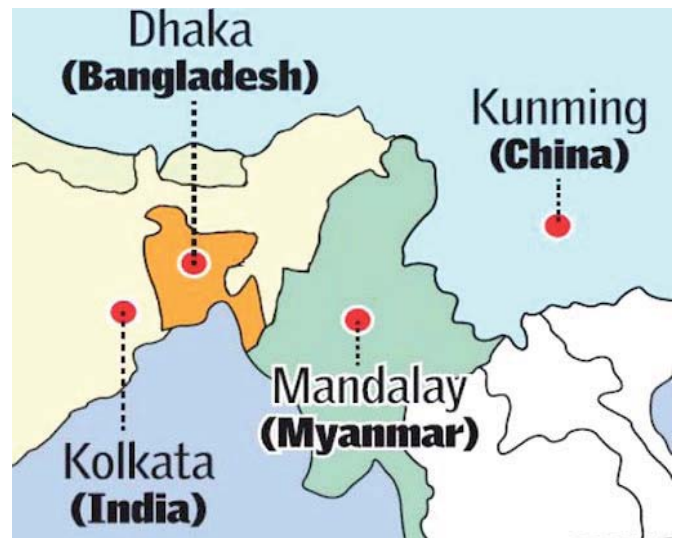 Dhaka
(Bangladesh)
Kunming
(China)
Mandalay
(Myanmar)
Kolkata
(India)